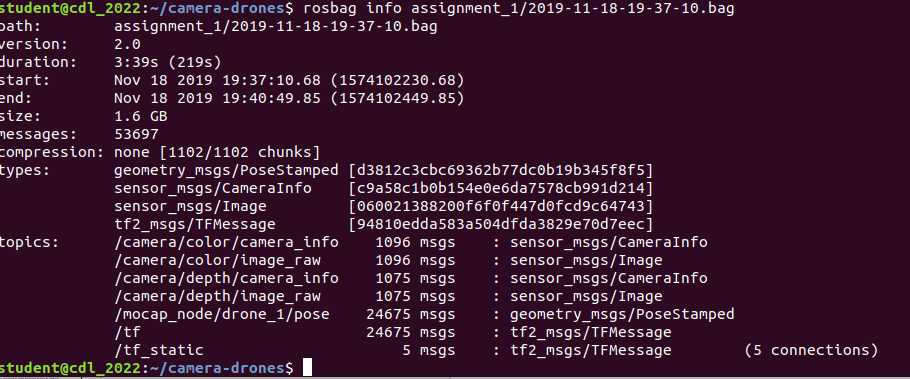 student@cdl_2022:~/camera-drones$ rosbag info assignment_1/2019-11-18-19-37-10.bag
path:        assignment_1/2019-11-18-19-37-10.bag
version:     2.0
duration:    3:39s (219s)
start:       Nov 18 2019 19:37:10.68 (1574102230.68)
end:         Nov 18 2019 19:40:49.85 (1574102449.85)
size:        1.6 GB
messages:    53697
compression: none [1102/1102 chunks]
types:       geometry_msgs/PoseStamped [d3812c3cbc69362b77dc0b19b345f8f5]
             sensor_msgs/CameraInfo    [c9a58c1b0b154e0e6da7578cb991d214]
             sensor_msgs/Image         [060021388200f6f0f447d0fcd9c64743]
             tf2_msgs/TFMessage        [94810edda583a504dfda3829e70d7eec]
topics:      /camera/color/camera_info    1096 msgs    : sensor_msgs/CameraInfo
             /camera/color/image_raw      1096 msgs    : sensor_msgs/Image
             /camera/depth/camera_info    1075 msgs    : sensor_msgs/CameraInfo
             /camera/depth/image_raw      1075 msgs    : sensor_msgs/Image
             /mocap_node/drone_1/pose    24675 msgs    : geometry_msgs/PoseStamped
             /tf                         24675 msgs    : tf2_msgs/TFMessage
             /tf_static                      5 msgs    : tf2_msgs/TFMessage        (5 connections)
student@cdl_2022:~/camera-drones$